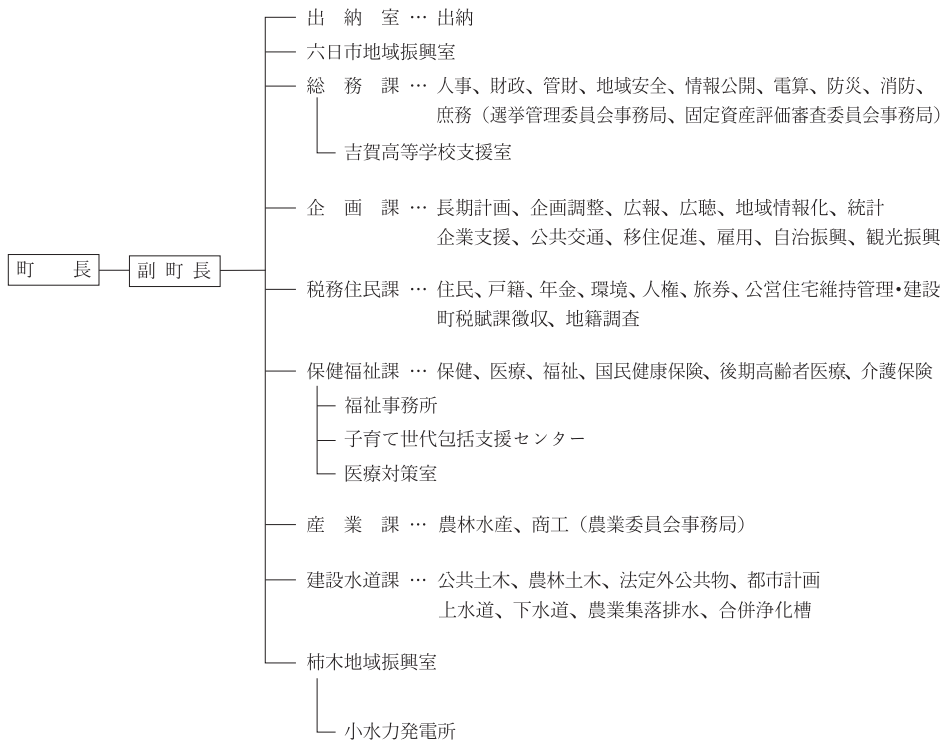 出納室…出納
六日市地域振興室
総務課…人事、財政、管財、地域安全、情報公開、電算、防災、消防、
庶務（選挙管理委員会事務局、固定資産評価審査委員会事務局）
吉賀高等学校支援室
企画課…長期計画、企画調整、広報、広聴、地域情報化、統計
企業支援、公共交通、移住促進、雇用、自治振興、観光振興
町長
副町長
税務住民課…住民、戸籍、年金、環境、人権、旅券、公営住宅維持管理・建設
町税賦課徴収、地籍調査
保健福祉課…保健、医療、福祉、国民健康保険、後期高齢者医療、介護保険
福祉事務所
子育て世代包括支援センター
医療対策室
産業課…農林水産、商工（農業委員会事務局）
建設水道課…公共土木、農林土木、法定外公共物、都市計画
上水道、下水道、農業集落排水、合併浄化槽
柿木地域振興室
小水力発電所